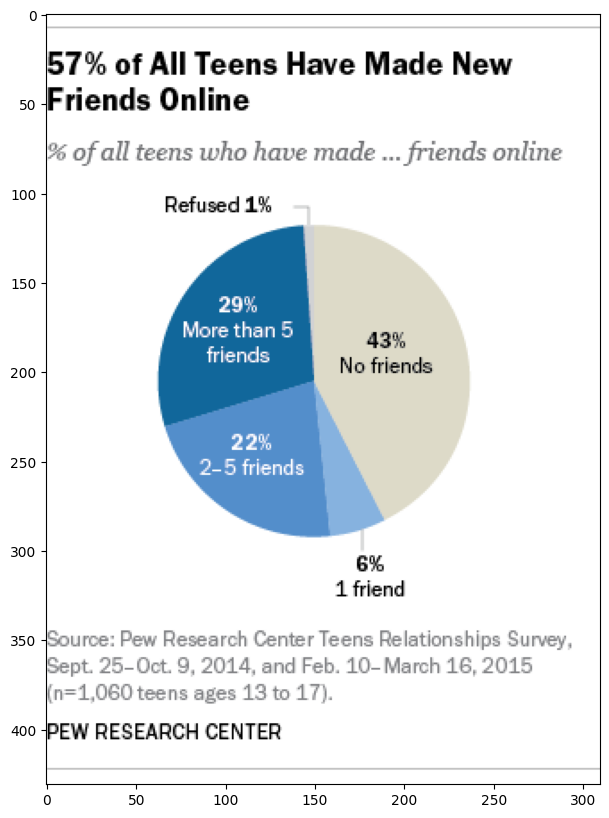 57% of All Teens Have Made New
Friends Online
% of all teens who have made ... friends online
Refused 1%
29%
More than 5
friends
43%
No friends
22%
2–5 friends
6%
1 friend
Source: Pew Research Center Teens Relationships Survey,
Sept. 25–Oct. 9, 2014, and Feb. 10–March 16, 2015
(n=1,060 teens ages 13 to 17).
PEW RESEARCH CENTER
0
50
100
150
200
250
300
350
400
0
50
100
150
200
250
300